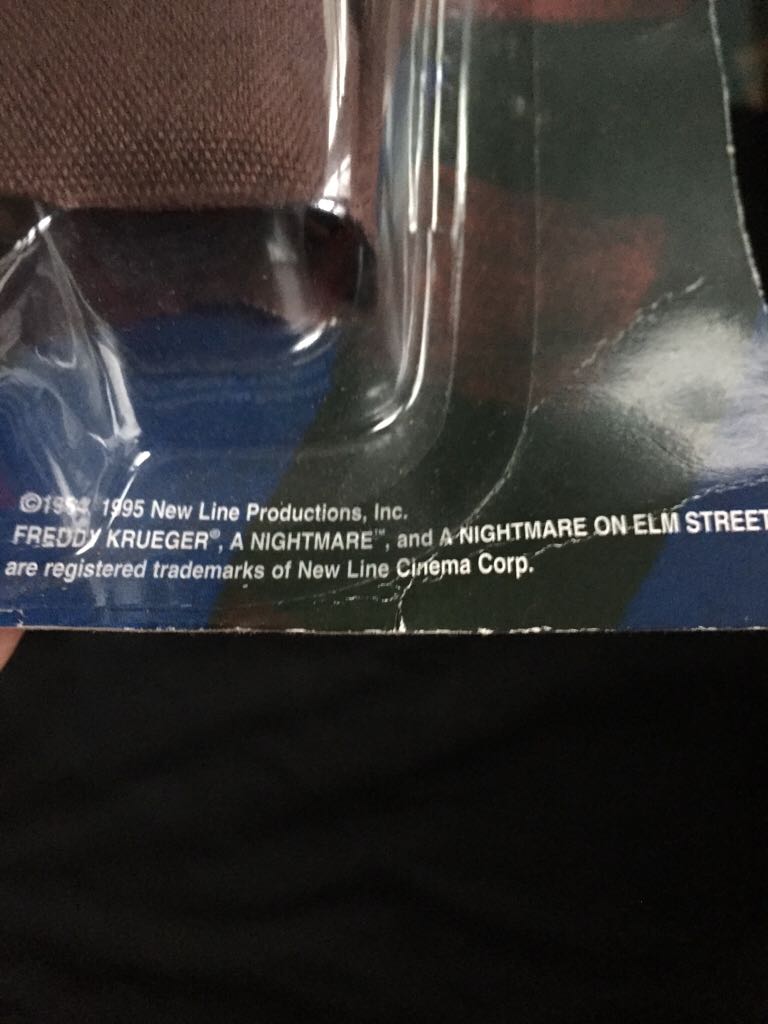 ©1984, 1995 New Line Productions, Inc.
FREDDY KRUEGER®, A NIGHTMARE™, and A NIGHTMARE ON ELM STREET
are registered trademarks of New Line Cinema Corp.